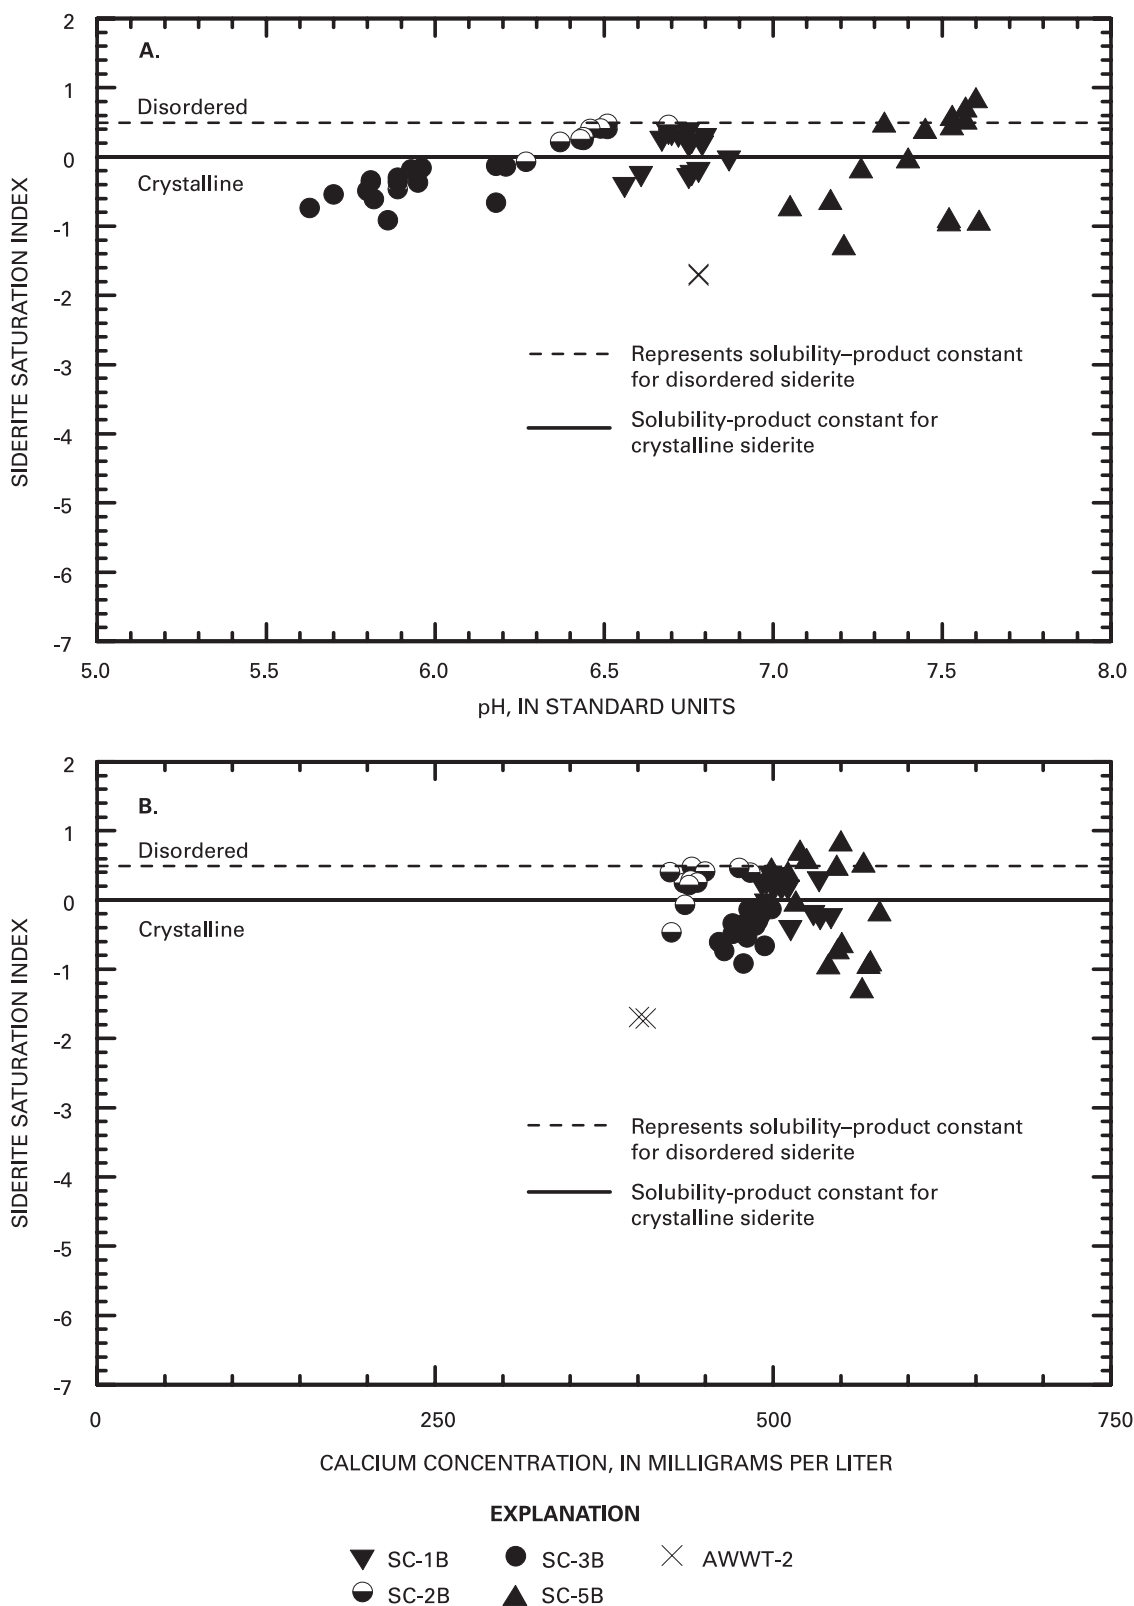 2
A.
1
Disordered
0
Crystalline
-1
-2
-3
-4
-5
-6
-7
SIDERITE SATURATION INDEX
Represents solubility–product constant
for disordered siderite
Solubility-product constant for
crystalline siderite
5.0 5.5 6.0 6.5 7.0 7.5 8.0
pH, IN STANDARD UNITS
2
B.
1
Disordered
0
Crystalline
-1
-2
-3
-4
-5
-6
-7
SIDERITE SATURATION INDEX
Represents solubility–product constant
for disordered siderite
Solubility-product constant for
crystalline siderite
0 250 500 750
CALCIUM CONCENTRATION, IN MILLIGRAMS PER LITER
EXPLANATION
SC-1B SC-3B AWWT-2
SC-2B SC-5B